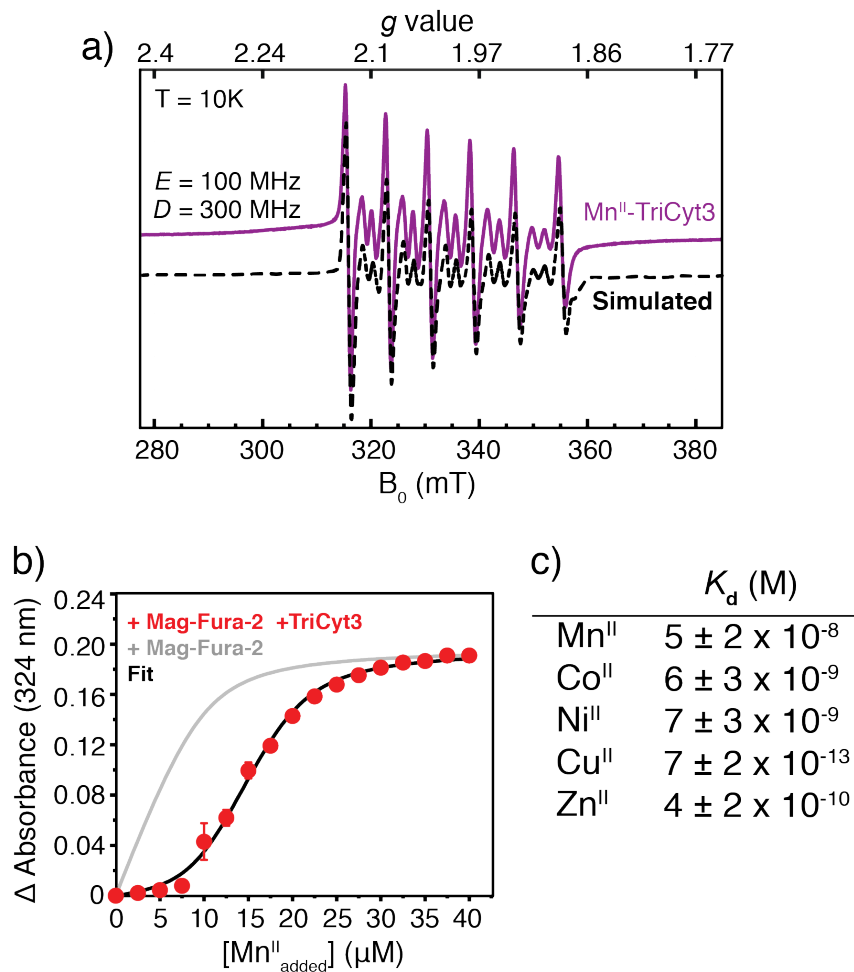 a)
g value
2.4 2.24 2.1 1.97 1.86 1.77
T = 10K
E = 100 MHz
D = 300 MHz
Mnᴵᴵ-TriCyt3
Simulated
280 300 320 340 360 380
B₀ (mT)
b)
Δ Absorbance (324 nm)
0.24
0.20
0.16
0.12
0.08
0.04
0
+ Mag-Fura-2 +TriCyt3
+ Mag-Fura-2
Fit
0 5 10 15 20 25 30 35 40
[Mnᴵᴵadded] (μM)
c)
Kd (M)
Mnᴵᴵ 5 ± 2 x 10⁻⁸
Coᴵᴵ 6 ± 3 x 10⁻⁹
Niᴵᴵ 7 ± 3 x 10⁻⁹
Cuᴵᴵ 7 ± 2 x 10⁻¹³
Znᴵᴵ 4 ± 2 x 10⁻¹⁰